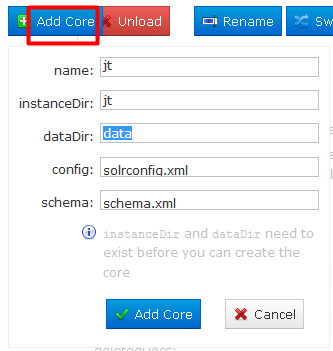 Add Core Unload Rename Sw
name: jt
instanceDir: jt
dataDir: data
config: solrconfig.xml
schema: schema.xml
instanceDir and dataDir need to
exist before you can create the
core
Add Core Cancel